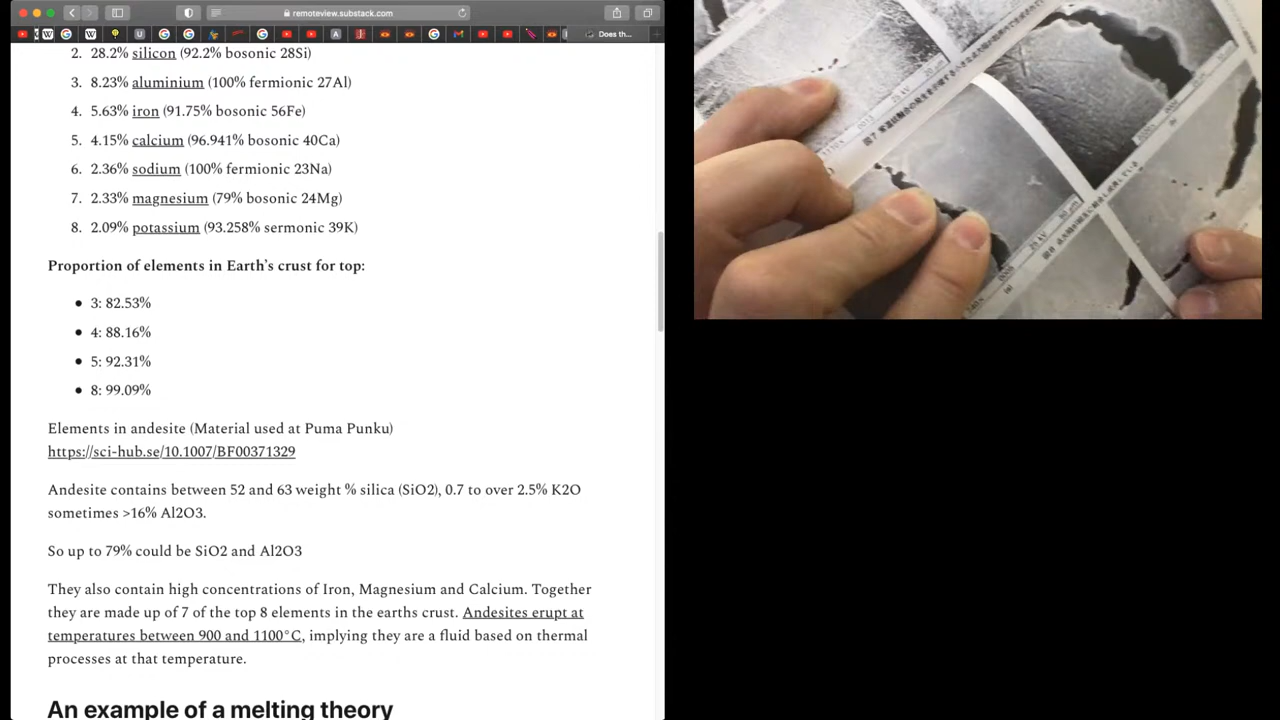 remoteview.substack.com
Does th...
2. 28.2% silicon (92.2% bosonic 28Si)
3. 8.23% aluminium (100% fermionic 27Al)
4. 5.63% iron (91.75% bosonic 56Fe)
5. 4.15% calcium (96.941% bosonic 40Ca)
6. 2.36% sodium (100% fermionic 23Na)
7. 2.33% magnesium (79% bosonic 24Mg)
8. 2.09% potassium (93.258% sermonic 39K)
Proportion of elements in Earth's crust for top:
3: 82.53%
4: 88.16%
5: 92.31%
8: 99.09%
Elements in andesite (Material used at Puma Punku)
https://sci-hub.se/10.1007/BF00371329
Andesite contains between 52 and 63 weight % silica (SiO2), 0.7 to over 2.5% K2O
sometimes >16% Al2O3.
So up to 79% could be SiO2 and Al2O3
They also contain high concentrations of Iron, Magnesium and Calcium. Together
they are made up of 7 of the top 8 elements in the earths crust. Andesites erupt at
temperatures between 900 and 1100°C, implying they are a fluid based on thermal
processes at that temperature.
An example of a melting theory